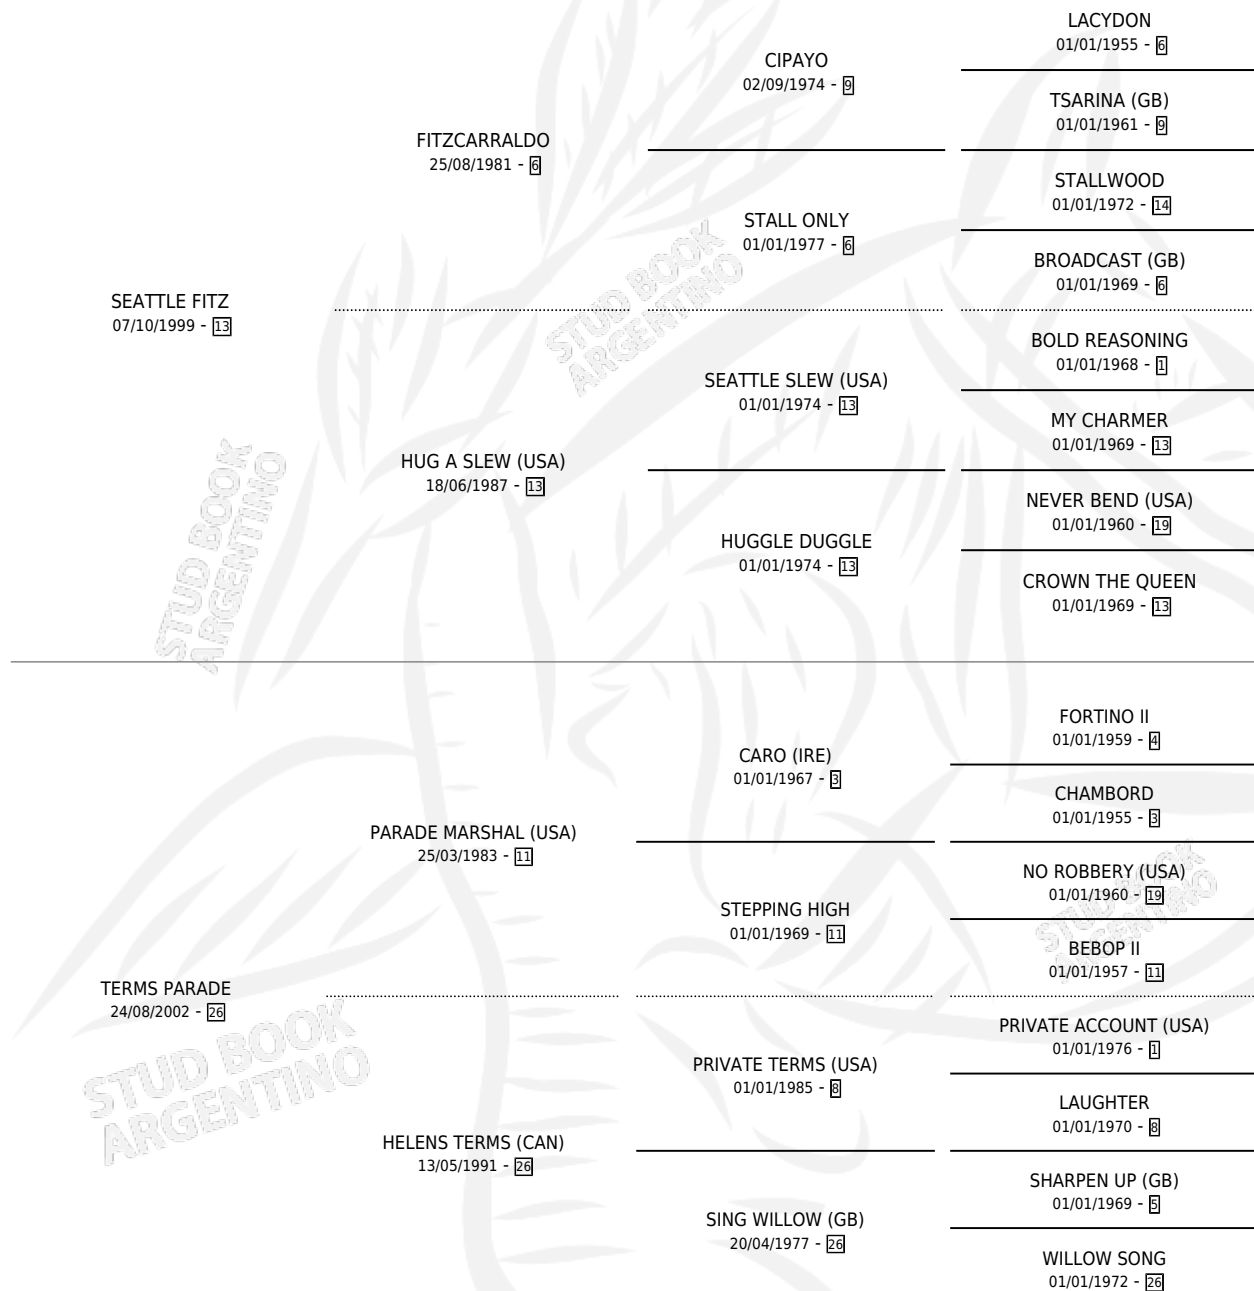 LACYDON
01/01/1955 - 6
CIPAYO
02/09/1974 - 9
TSARINA (GB)
01/01/1961 - 9
FITZCARRALDO
25/08/1981 - 6
STALLWOOD
01/01/1972 - 14
STALL ONLY
01/01/1977 - 6
BROADCAST (GB)
01/01/1969 - 6
SEATTLE FITZ
07/10/1999 - 13
BOLD REASONING
01/01/1968 - 1
SEATTLE SLEW (USA)
01/01/1974 - 13
MY CHARMER
01/01/1969 - 13
HUG A SLEW (USA)
18/06/1987 - 13
NEVER BEND (USA)
01/01/1960 - 19
HUGGLE DUGGLE
01/01/1974 - 13
CROWN THE QUEEN
01/01/1969 - 13
FORTINO II
01/01/1959 - 4
CARO (IRE)
01/01/1967 - 3
CHAMBORD
01/01/1955 - 3
PARADE MARSHAL (USA)
25/03/1983 - 11
NO ROBBERY (USA)
01/01/1960 - 19
STEPPING HIGH
01/01/1969 - 11
BEBOP II
01/01/1957 - 11
TERMS PARADE
24/08/2002 - 26
PRIVATE ACCOUNT (USA)
01/01/1976 - 1
PRIVATE TERMS (USA)
01/01/1985 - 8
LAUGHTER
01/01/1970 - 8
HELENS TERMS (CAN)
13/05/1991 - 26
SHARPEN UP (GB)
01/01/1969 - 5
SING WILLOW (GB)
20/04/1977 - 26
WILLOW SONG
01/01/1972 - 26
STUD BOOK
ARGENTINO
STUD BOOK
ARGENTINO
STUD BOOK
ARGENTINO
STUD BOOK
ARGENTINO